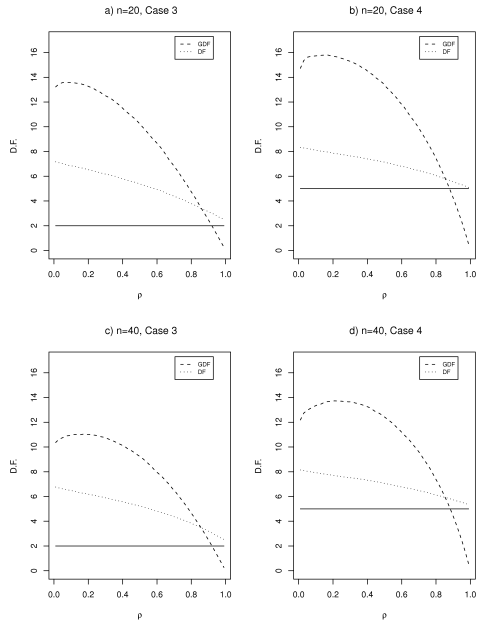 a) n=20, Case 3
GDF
DF
D.F.
16
14
12
10
8
6
4
2
0
0.0 0.2 0.4 0.6 0.8 1.0
ρ
b) n=20, Case 4
GDF
DF
D.F.
16
14
12
10
8
6
4
2
0
0.0 0.2 0.4 0.6 0.8 1.0
ρ
c) n=40, Case 3
GDF
DF
D.F.
16
14
12
10
8
6
4
2
0
0.0 0.2 0.4 0.6 0.8 1.0
ρ
d) n=40, Case 4
GDF
DF
D.F.
16
14
12
10
8
6
4
2
0
0.0 0.2 0.4 0.6 0.8 1.0
ρ